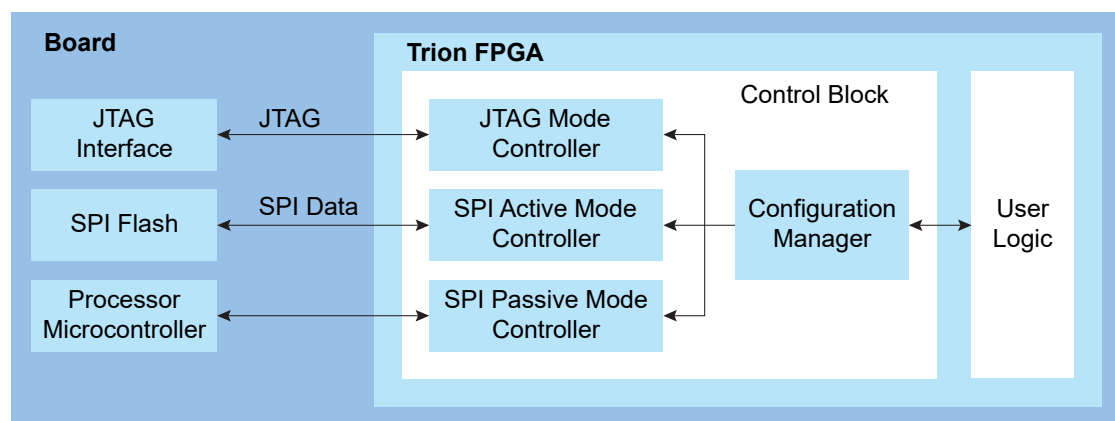 Board
Trion FPGA
Control Block
JTAG
Interface
JTAG
JTAG Mode
Controller
SPI Flash
SPI Data
SPI Active Mode
Controller
Configuration
Manager
User
Logic
Processor
Microcontroller
SPI Passive Mode
Controller